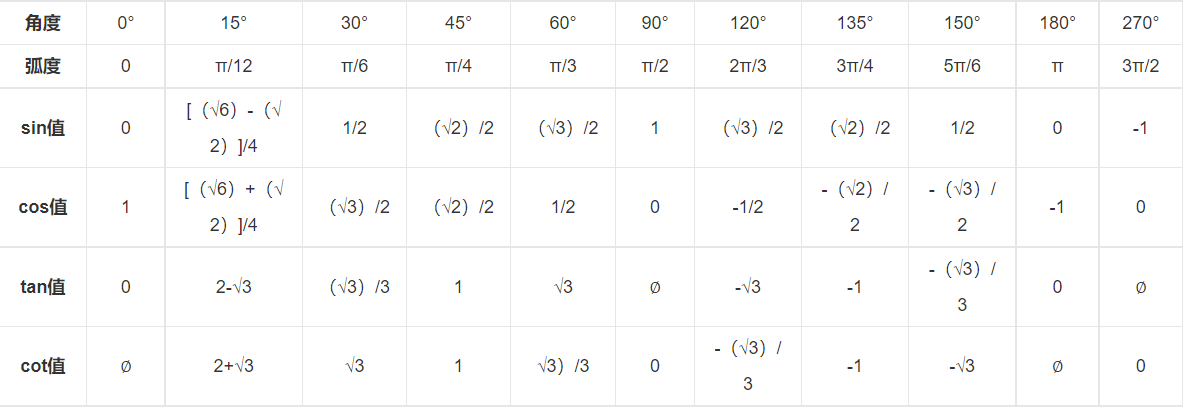 角度 0° 15° 30° 45° 60° 90° 120° 135° 150° 180° 270°
弧度 0 π/12 π/6 π/4 π/3 π/2 2π/3 3π/4 5π/6 π 3π/2
sin值 0 [（√6）-（√ 1/2 （√2）/2 （√3）/2 1 （√3）/2 （√2）/2 1/2 0 -1
2）]/4
cos值 1 [（√6）+（√ （√3）/2 （√2）/2 1/2 0 -1/2 -（√2）/ -（√3）/ -1 0
2）]/4 2 2
tan值 0 2-√3 （√3）/3 1 √3 ∅ -√3 -1 -（√3）/ 0 ∅
3
cot值 ∅ 2+√3 √3 1 √3）/3 0 -（√3）/ -1 -√3 ∅ 0
3